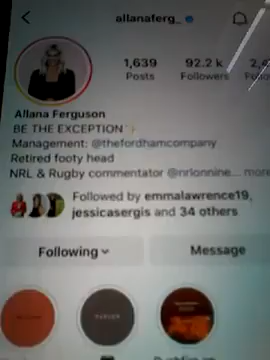 allanaferg_
1,639 92.2 k
Posts Followers
Allana Ferguson
BE THE EXCEPTION
Management: @thefordhamcompany
Retired footy head
NRL & Rugby commentator @nrlonnine... more
Followed by emmalawrence19,
jessicasergis and 34 others
Following Message